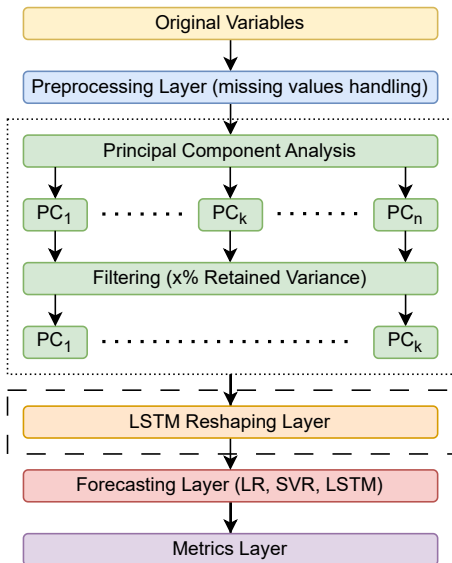 Original Variables
Preprocessing Layer (missing values handling)
Principal Component Analysis
PC₁ PCₖ PCₙ
Filtering (x% Retained Variance)
PC₁ PCₖ
LSTM Reshaping Layer
Forecasting Layer (LR, SVR, LSTM)
Metrics Layer